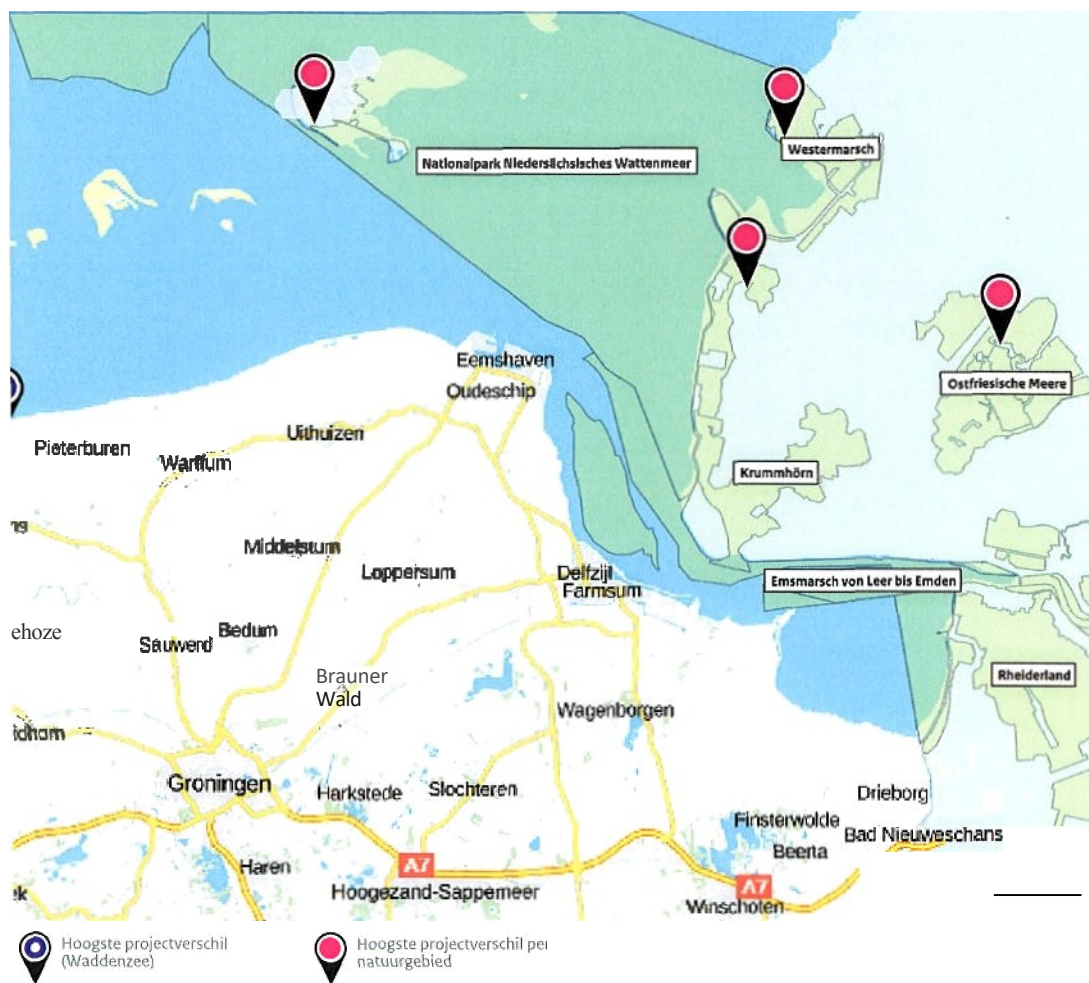 Westermarsch
Nationalpark Niedersächsisches Wattenmeer
Eemshaven
Oudeschip
Ostfriesische Meere
Uithuizen
Pieterburen
Warffum
Krummhörn
Middelstum
Loppersum
Delfzijl
Farmsum
Emsmarsch von Leer bis Emden
ehoze
Bedum
Sauwerd
Brauner
Wald
Rheiderland
Wagenborgen
idham
Groningen
Harkstede
Slochteren
Drieborg
Finsterwolde
Bad Nieuweschans
Beerta
Haren
A7
Hoogezand-Sappemeer
A7
Winschoten
ek
Hoogste projectverschil
(Waddenzee)
Hoogste projectverschil per
natuurgebied